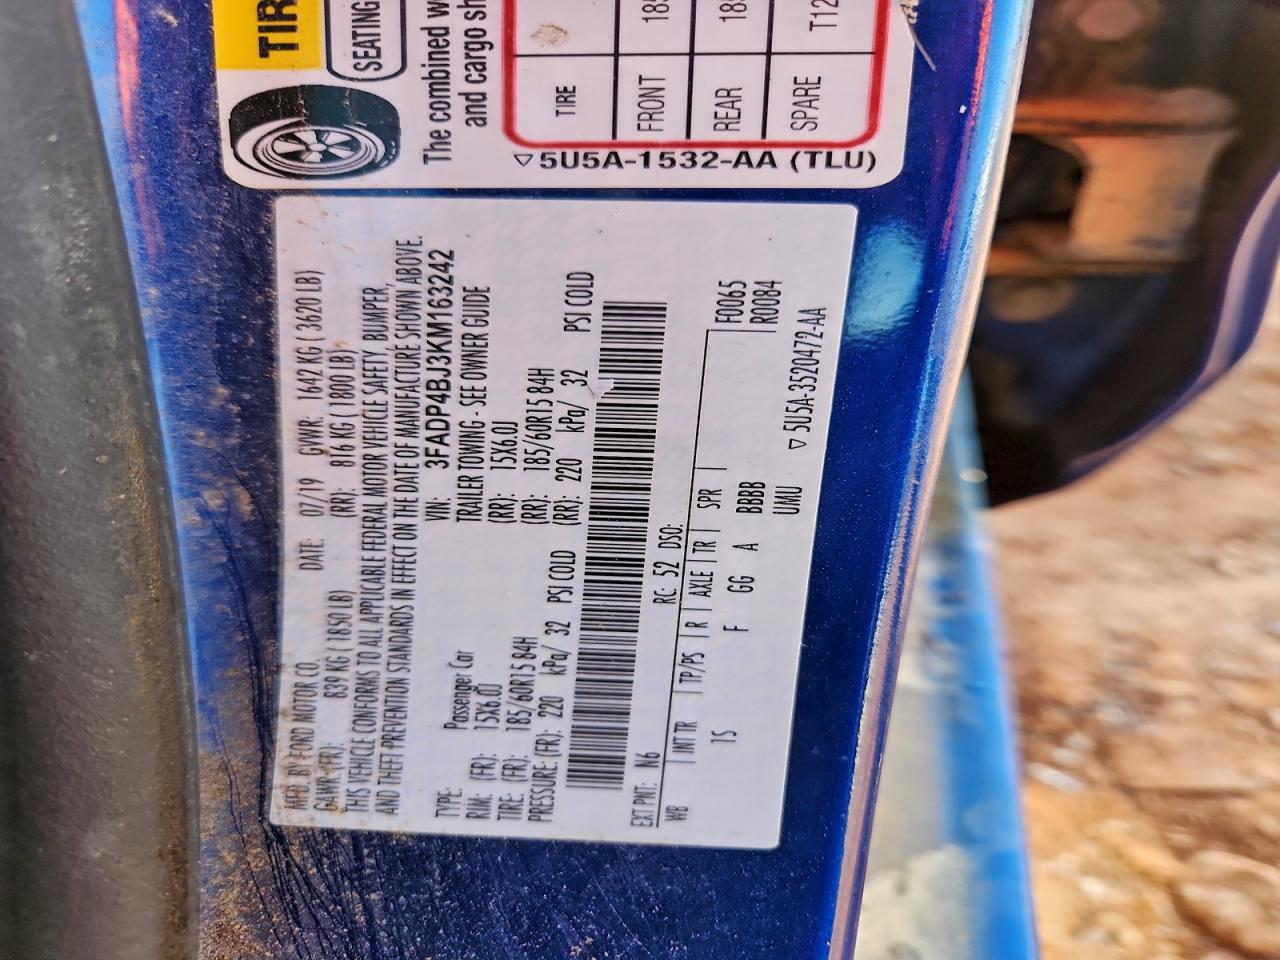 TIR
SEATING
The combined w
and cargo sh
TIRE
FRONT 185
REAR 185
SPARE T12
▽5U5A-1532-AA (TLU)
MFD. BY FORD MOTOR CO. DATE: 07/19 GVWR: 1642 KG ( 3620 LB)
GAWR (FR): 839 KG ( 1850 LB) (RR): 816 KG ( 1800 LB)
THIS VEHICLE CONFORMS TO ALL APPLICABLE FEDERAL MOTOR VEHICLE SAFETY, BUMPER,
AND THEFT PREVENTION STANDARDS IN EFFECT ON THE DATE OF MANUFACTURE SHOWN ABOVE.
VIN: 3FADP4BJ3KM163242
TYPE: Passenger Car TRAILER TOWING - SEE OWNER GUIDE
RIM: (FR): 15X6.0J (RR): 15X6.0J
TIRE: (FR): 185/60R15 84H (RR): 185/60R15 84H
PRESSURE: (FR): 220 kPa/ 32 PSI COLD (RR): 220 kPa/ 32 PSI COLD
EXT PNT: N6 RC: 52 DSO:
WB INT TR TP/PS R AXLE TR SPR F0065
1S F GG A BBBB R0084
UMU
▽5U5A-3520472-AA